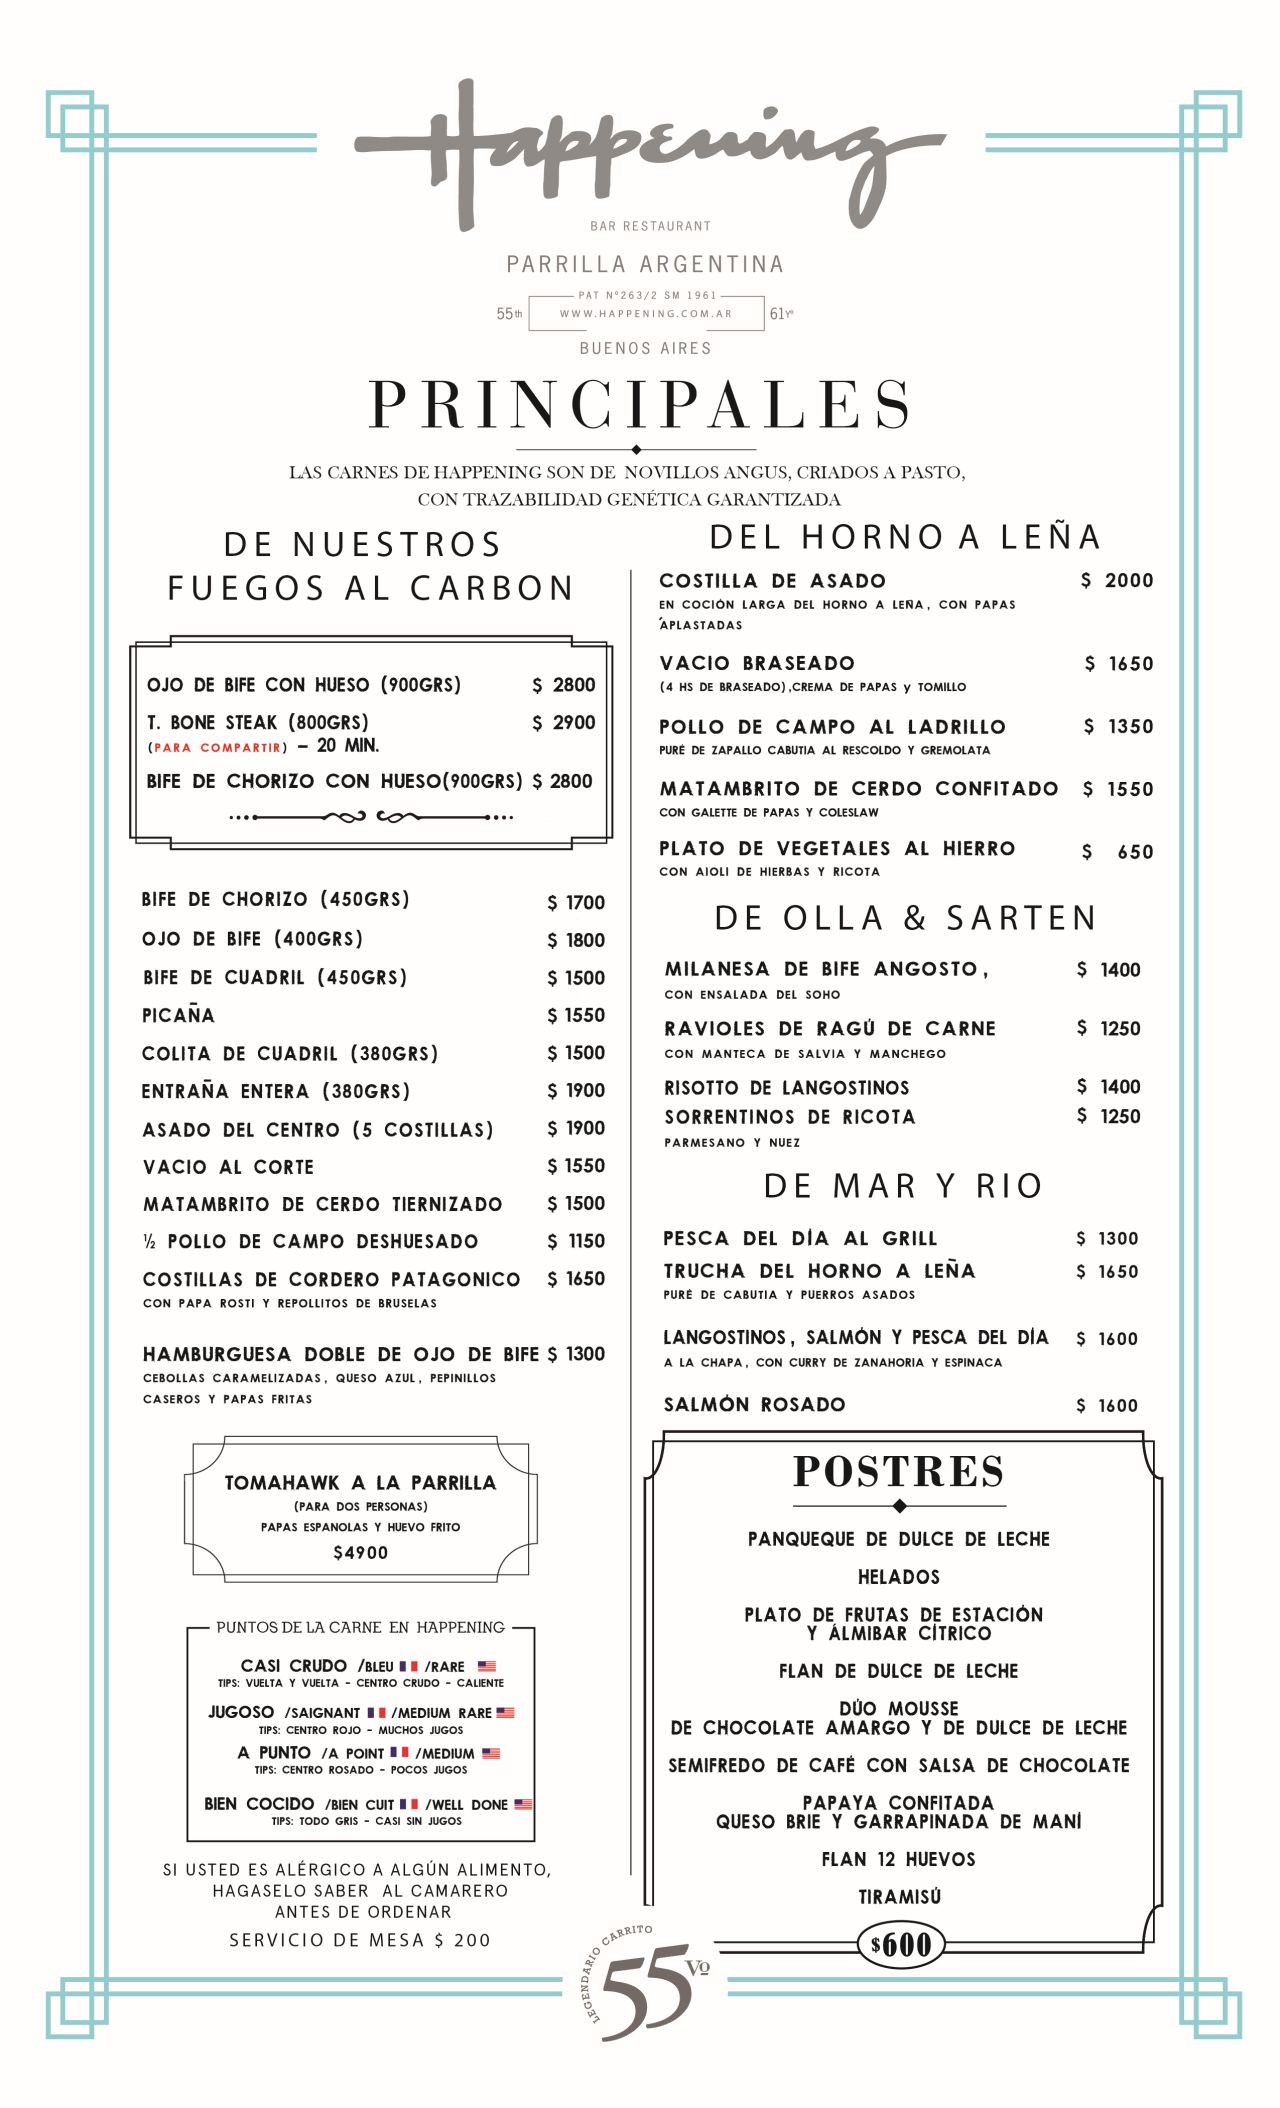 Happening
BAR RESTAURANT
PARRILLA ARGENTINA
PAT Nº263/2 SM 1961
55th WWW.HAPPENING.COM.AR 61Yº
BUENOS AIRES
PRINCIPALES
LAS CARNES DE HAPPENING SON DE NOVILLOS ANGUS, CRIADOS A PASTO,
CON TRAZABILIDAD GENÉTICA GARANTIZADA
DE NUESTROS
FUEGOS AL CARBON
OJO DE BIFE CON HUESO (900GRS) $ 2800
T. BONE STEAK (800GRS) $ 2900
(PARA COMPARTIR) – 20 MIN.
BIFE DE CHORIZO CON HUESO(900GRS) $ 2800
BIFE DE CHORIZO (450GRS) $ 1700
OJO DE BIFE (400GRS) $ 1800
BIFE DE CUADRIL (450GRS) $ 1500
PICAÑA $ 1550
COLITA DE CUADRIL (380GRS) $ 1500
ENTRAÑA ENTERA (380GRS) $ 1900
ASADO DEL CENTRO (5 COSTILLAS) $ 1900
VACIO AL CORTE $ 1550
MATAMBRITO DE CERDO TIERNIZADO $ 1500
½ POLLO DE CAMPO DESHUESADO $ 1150
COSTILLAS DE CORDERO PATAGONICO $ 1650
CON PAPA ROSTI Y REPOLLITOS DE BRUSELAS
HAMBURGUESA DOBLE DE OJO DE BIFE $ 1300
CEBOLLAS CARAMELIZADAS, QUESO AZUL, PEPINILLOS
CASEROS Y PAPAS FRITAS
TOMAHAWK A LA PARRILLA
(PARA DOS PERSONAS)
PAPAS ESPANOLAS Y HUEVO FRITO
$4900
PUNTOS DE LA CARNE EN HAPPENING
CASI CRUDO /BLEU /RARE
TIPS: VUELTA Y VUELTA - CENTRO CRUDO - CALIENTE
JUGOSO /SAIGNANT /MEDIUM RARE
TIPS: CENTRO ROJO - MUCHOS JUGOS
A PUNTO /A POINT /MEDIUM
TIPS: CENTRO ROSADO - POCOS JUGOS
BIEN COCIDO /BIEN CUIT /WELL DONE
TIPS: TODO GRIS - CASI SIN JUGOS
SI USTED ES ALÉRGICO A ALGÚN ALIMENTO,
HAGASELO SABER AL CAMARERO
ANTES DE ORDENAR
SERVICIO DE MESA $ 200
DEL HORNO A LEÑA
COSTILLA DE ASADO $ 2000
EN COCIÓN LARGA DEL HORNO A LEÑA, CON PAPAS
´APLASTADAS
VACIO BRASEADO $ 1650
(4 HS DE BRASEADO),CREMA DE PAPAS y TOMILLO
POLLO DE CAMPO AL LADRILLO $ 1350
PURÉ DE ZAPALLO CABUTIA AL RESCOLDO Y GREMOLATA
MATAMBRITO DE CERDO CONFITADO $ 1550
CON GALETTE DE PAPAS Y COLESLAW
PLATO DE VEGETALES AL HIERRO $ 650
CON AIOLI DE HIERBAS Y RICOTA
DE OLLA & SARTEN
MILANESA DE BIFE ANGOSTO, $ 1400
CON ENSALADA DEL SOHO
RAVIOLES DE RAGÚ DE CARNE $ 1250
CON MANTECA DE SALVIA Y MANCHEGO
RISOTTO DE LANGOSTINOS $ 1400
SORRENTINOS DE RICOTA $ 1250
PARMESANO Y NUEZ
DE MAR Y RIO
PESCA DEL DÍA AL GRILL $ 1300
TRUCHA DEL HORNO A LEÑA $ 1650
PURÉ DE CABUTIA Y PUERROS ASADOS
LANGOSTINOS, SALMÓN Y PESCA DEL DÍA $ 1600
A LA CHAPA, CON CURRY DE ZANAHORIA Y ESPINACA
SALMÓN ROSADO $ 1600
POSTRES
PANQUEQUE DE DULCE DE LECHE
HELADOS
PLATO DE FRUTAS DE ESTACIÓN
Y ÁLMIBAR CÍTRICO
FLAN DE DULCE DE LECHE
DÚO MOUSSE
DE CHOCOLATE AMARGO Y DE DULCE DE LECHE
SEMIFREDO DE CAFÉ CON SALSA DE CHOCOLATE
PAPAYA CONFITADA
QUESO BRIE Y GARRAPINADA DE MANÍ
FLAN 12 HUEVOS
TIRAMISÚ
$600
LEGENDARIO CARRITO
55 Vo